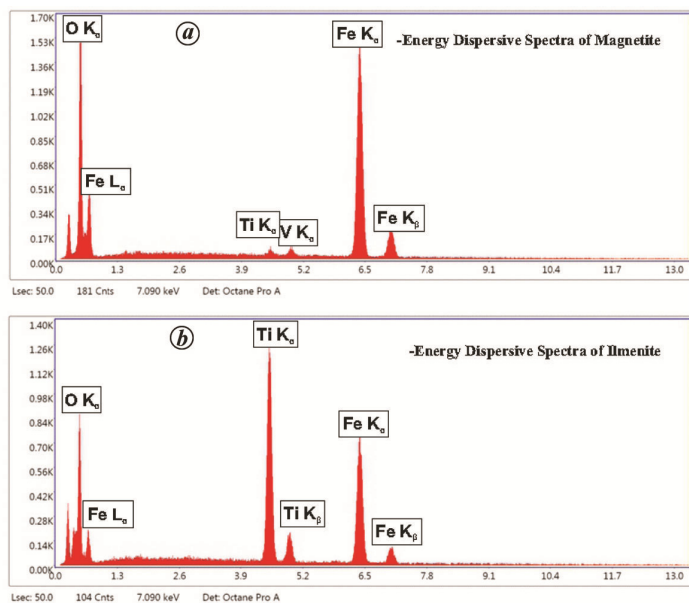 1.70K
O Kα
a
Fe Kα
-Energy Dispersive Spectra of Magnetite
1.53K
1.36K
1.19K
1.02K
0.85K
0.68K
0.51K
Fe Lα
0.34K
Ti Kα V Kα
Fe Kβ
0.17K
0.00K
0.0 1.3 2.6 3.9 5.2 6.5 7.8 9.1 10.4 11.7 13.0
Lsec: 50.0 181 Cnts 7.090 keV Det: Octane Pro A
1.40K
b
Ti Kα
-Energy Dispersive Spectra of Ilmenite
1.26K
1.12K
O Kα
0.98K
Fe Kα
0.84K
0.70K
0.56K
0.42K
Fe Lα
Ti Kβ
0.28K
Fe Kβ
0.14K
0.00K
0.0 1.3 2.6 3.9 5.2 6.5 7.8 9.1 10.4 11.7 13.0
Lsec: 50.0 104 Cnts 7.090 keV Det: Octane Pro A